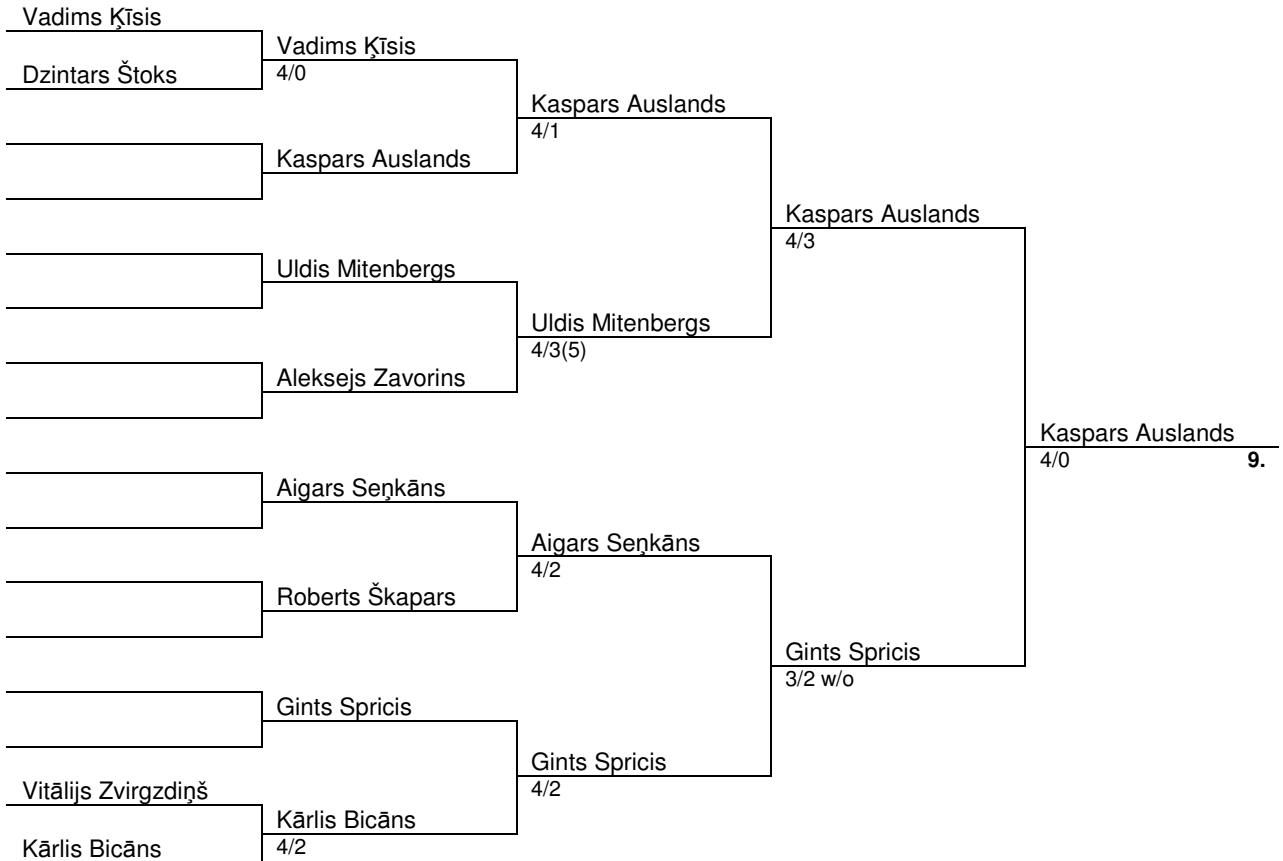 Vadims Ķīsis
Vadims Ķīsis
Dzintars Štoks
4/0
Kaspars Auslands
4/1
Kaspars Auslands
Kaspars Auslands
4/3
Uldis Mitenbergs
Uldis Mitenbergs
4/3(5)
Aleksejs Zavorins
Kaspars Auslands
4/0 9.
Aigars Seņkāns
Aigars Seņkāns
4/2
Roberts Škapars
Gints Spricis
3/2 w/o
Gints Spricis
Gints Spricis
4/2
Vitālijs Zvirgzdiņš
Kārlis Bicāns
Kārlis Bicāns
4/2